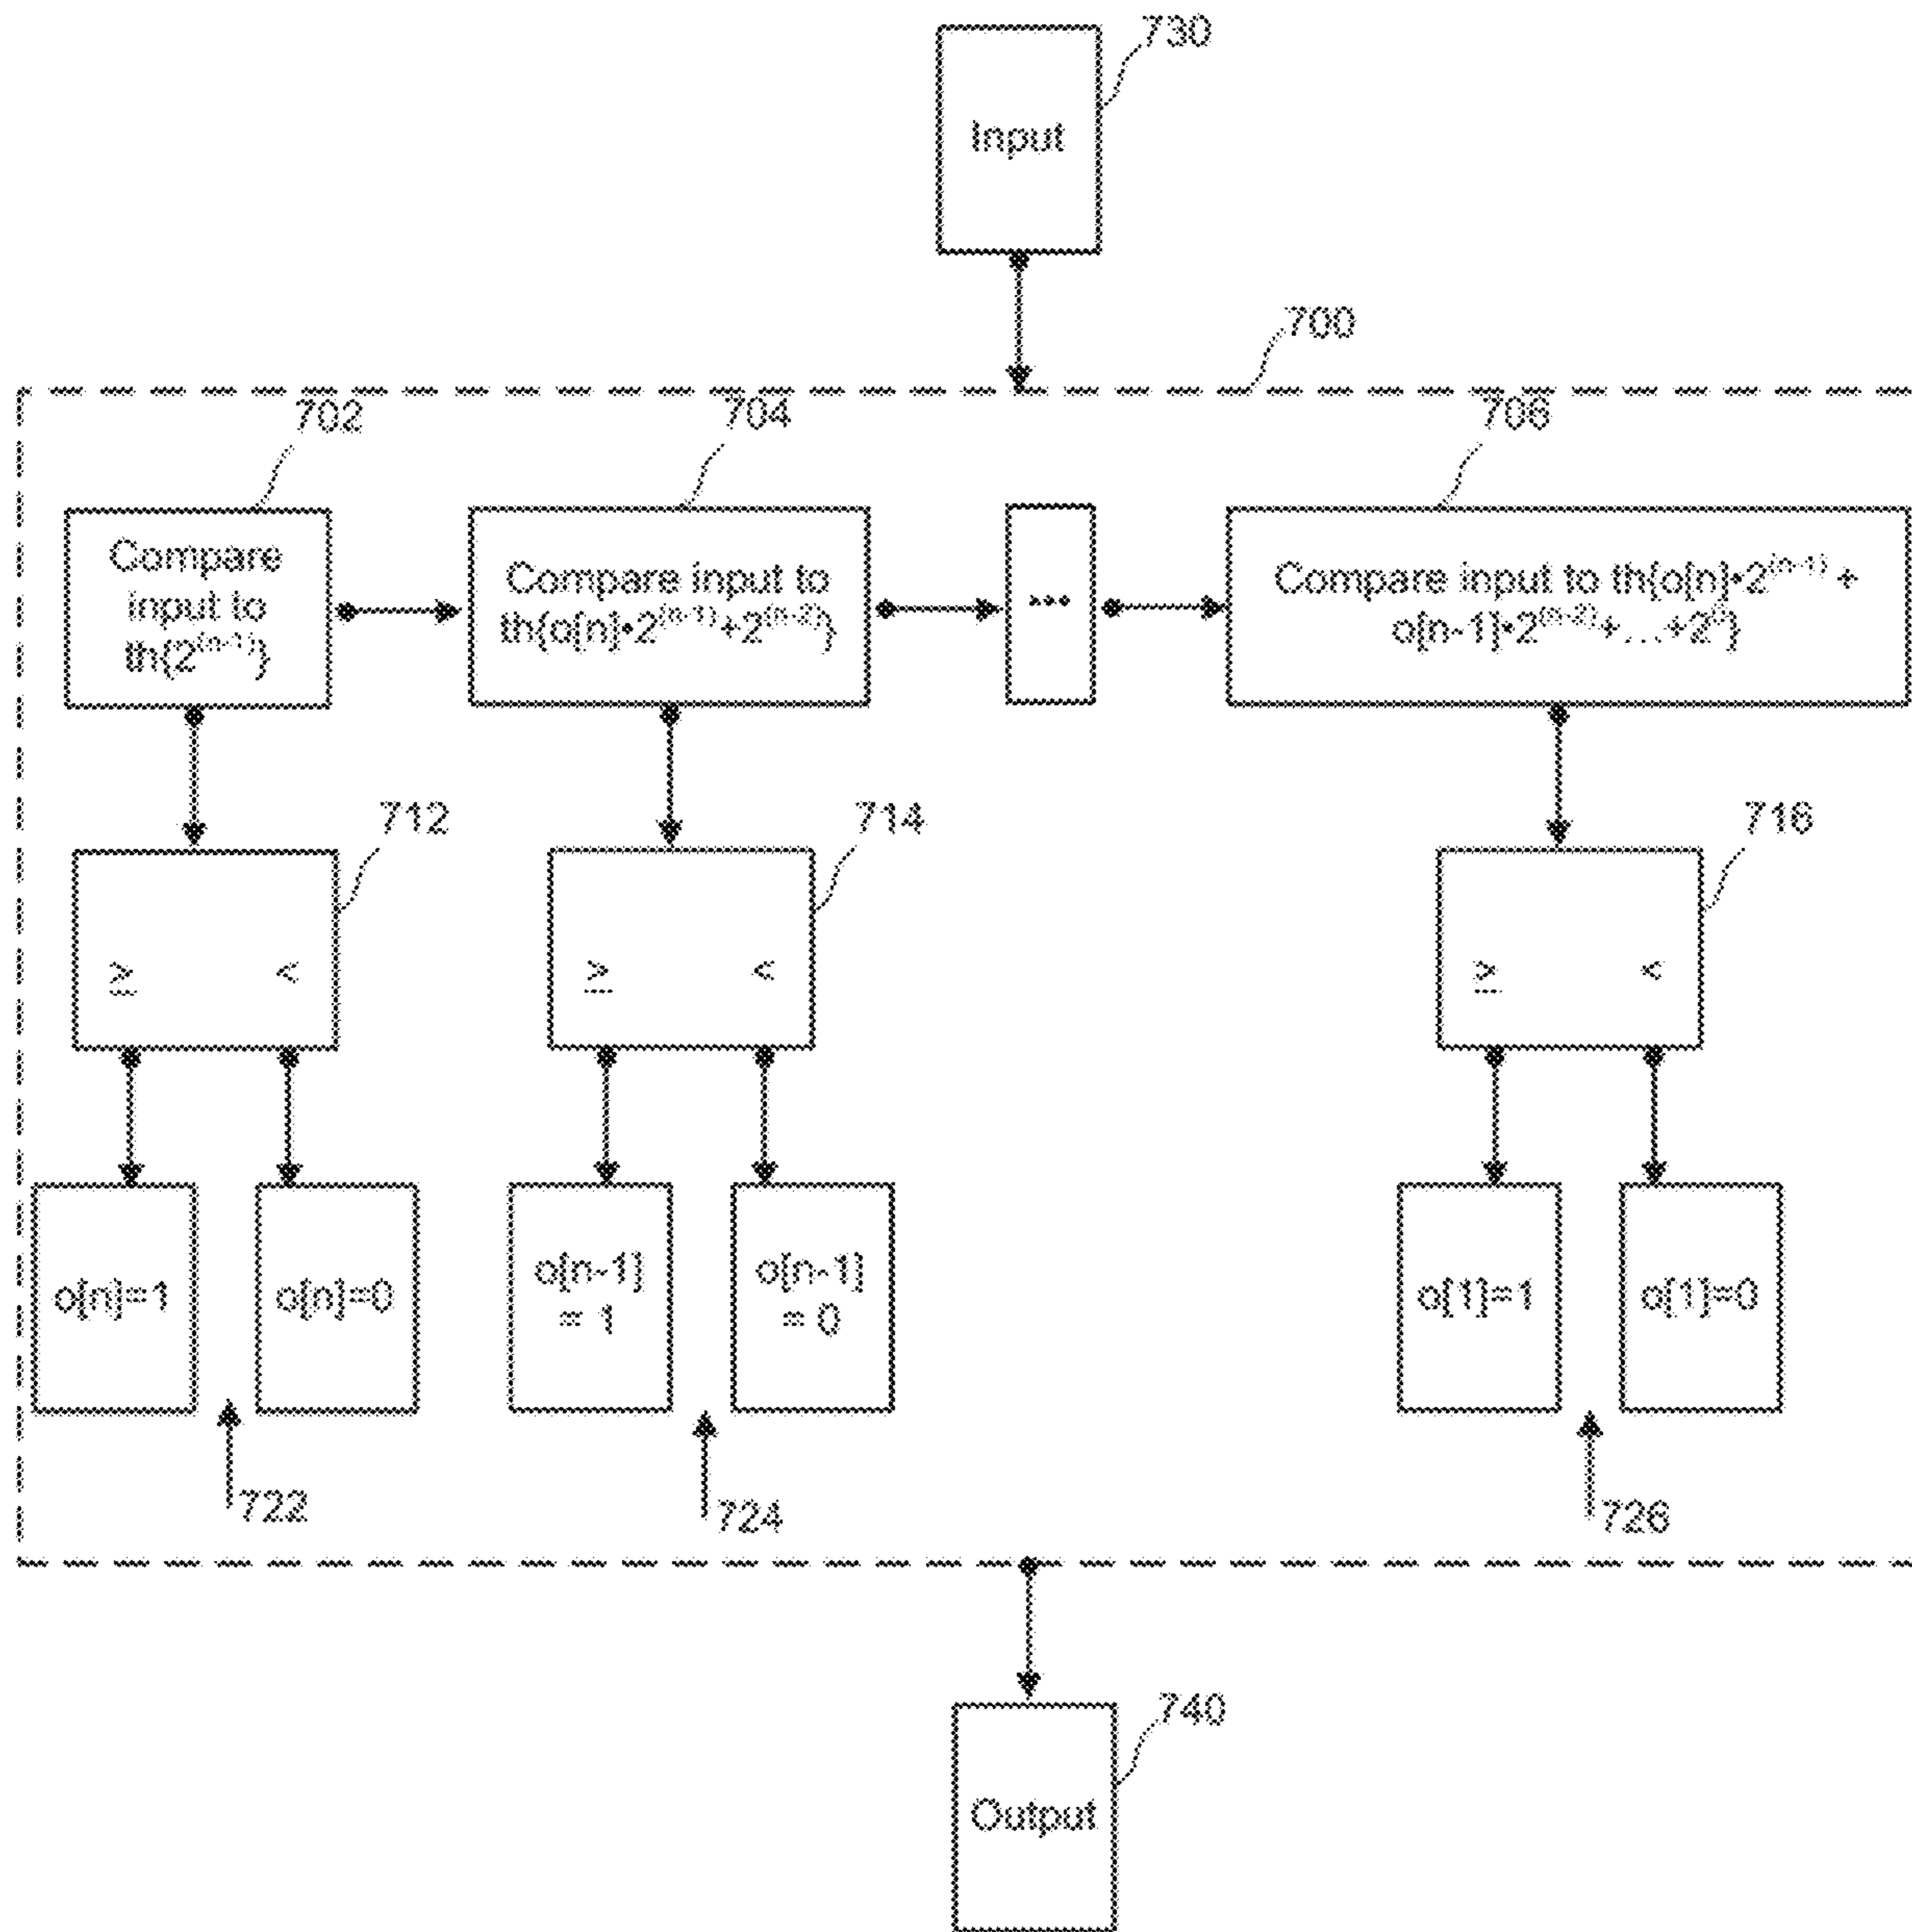 730
Input
700
702
704
706
Compare
input to
th{2^(n-1)}
Compare input to
th{o[n]•2^(n-1)+2^(n-2)}
...
Compare input to th{o[n]•2^(n-1) +
o[n-1]•2^(n-2)+...+2^0}
712
714
716
≥ <
≥ <
≥ <
o[n]=1
o[n]=0
o[n-1]
= 1
o[n-1]
= 0
o[1]=1
o[1]=0
722
724
726
740
Output